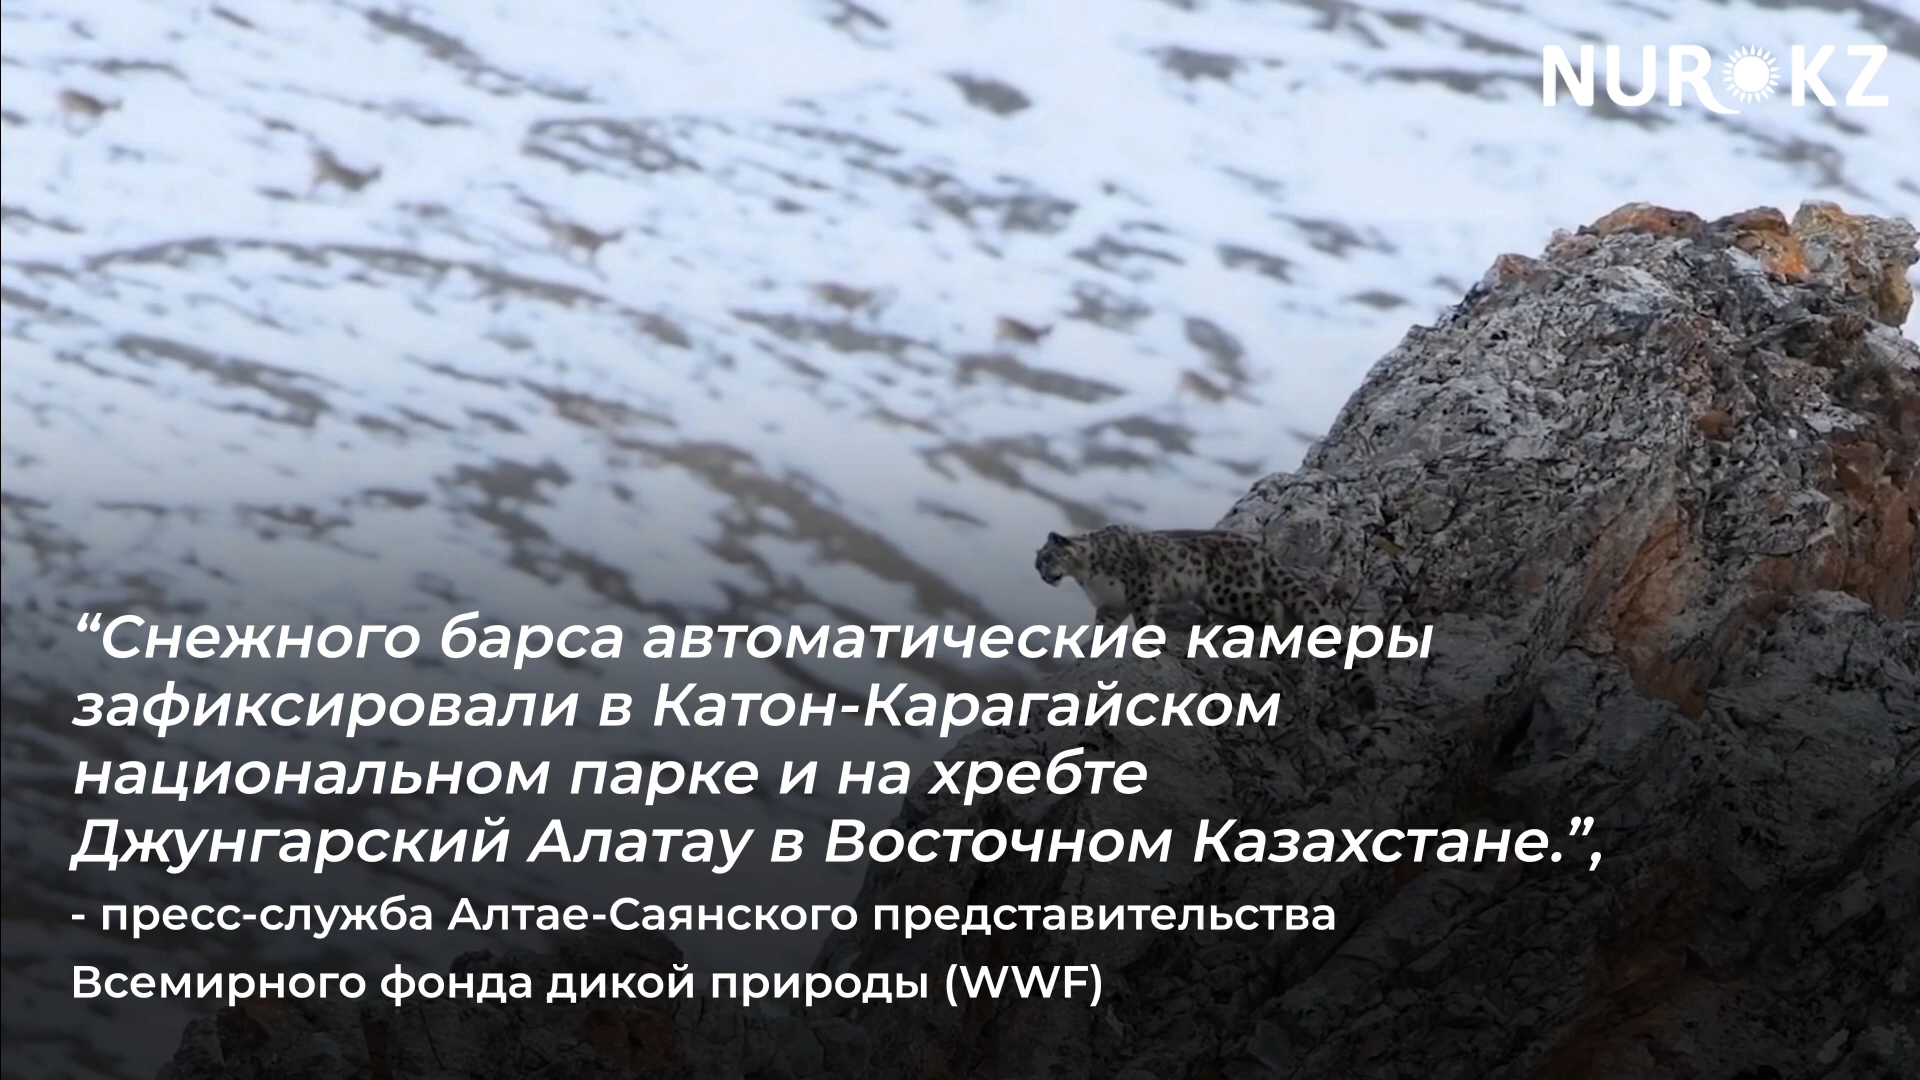 NUR KZ
“Снежного барса автоматические камеры
зафиксировали в Катон-Карагайском
национальном парке и на хребте
Джунгарский Алатау в Восточном Казахстане.”,
- пресс-служба Алтае-Саянского представительства
Всемирного фонда дикой природы (WWF)